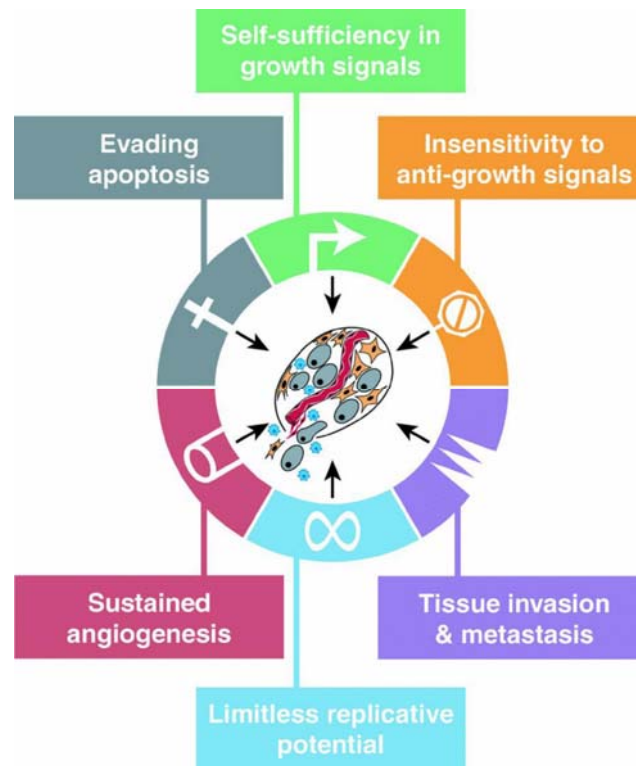 Self-sufficiency in
growth signals
Evading
apoptosis
Insensitivity to
anti-growth signals
Sustained
angiogenesis
Tissue invasion
& metastasis
Limitless replicative
potential